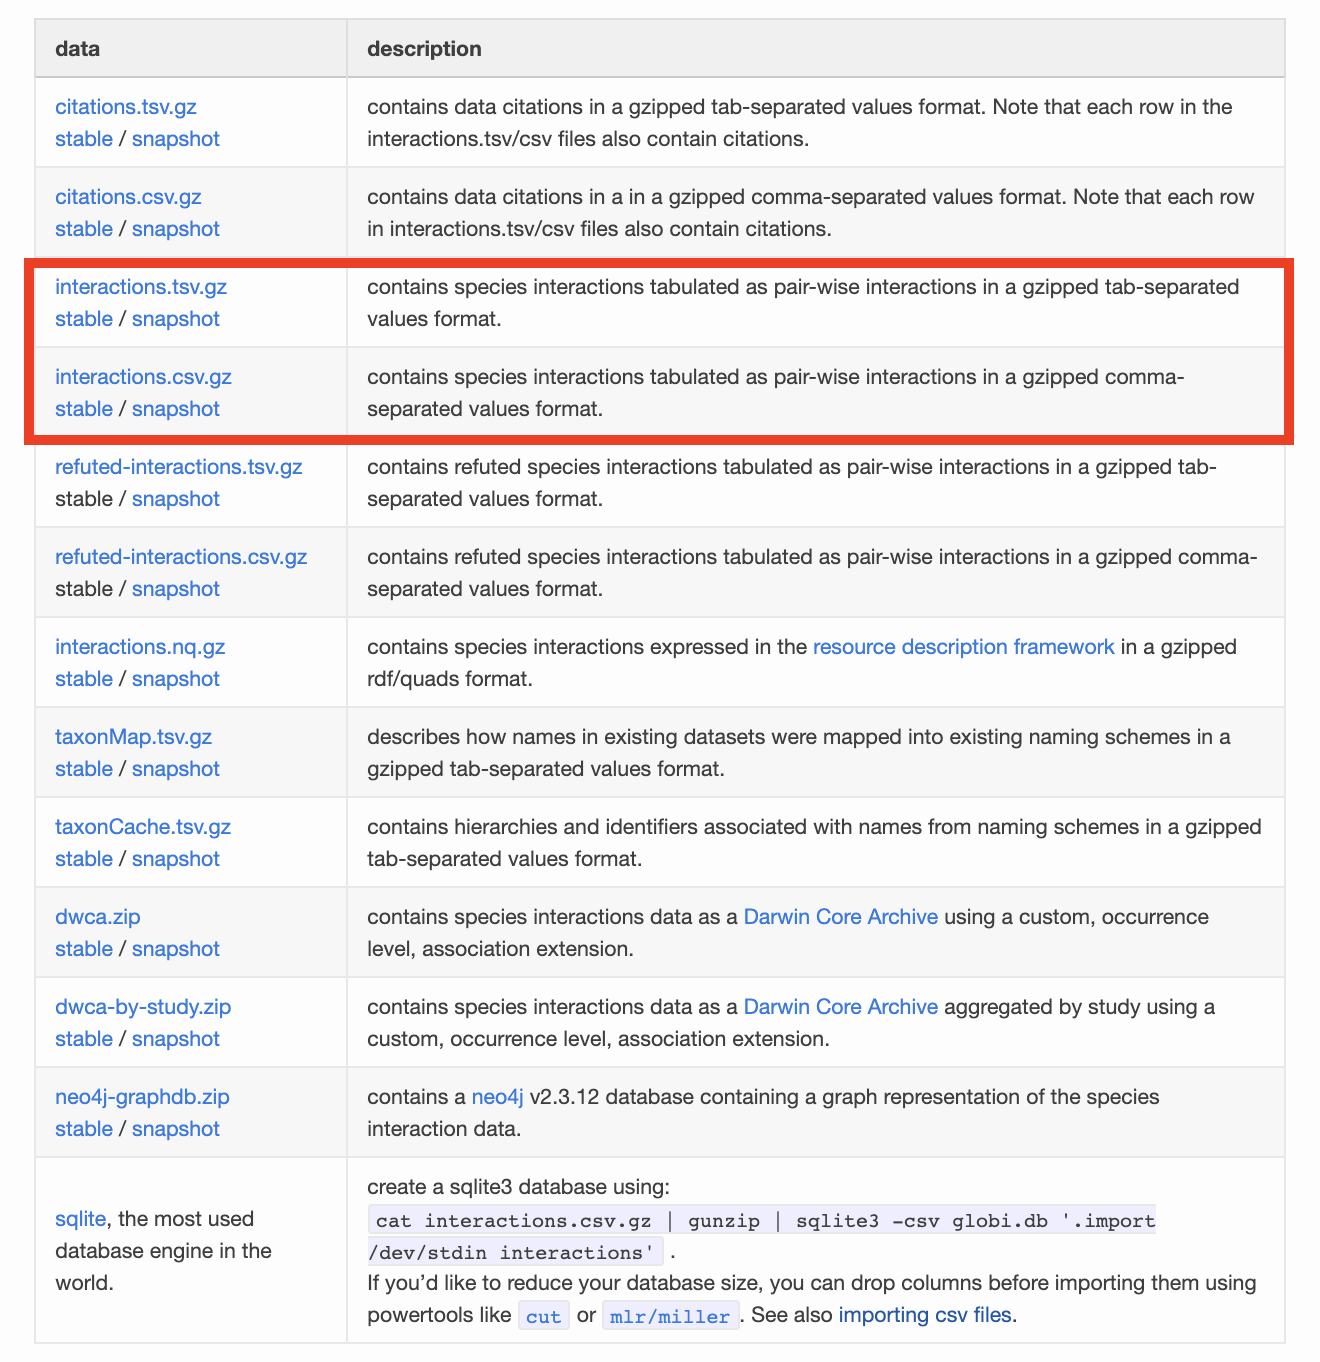 data description
citations.tsv.gz
stable / snapshot
contains data citations in a gzipped tab-separated values format. Note that each row in the
interactions.tsv/csv files also contain citations.
citations.csv.gz
stable / snapshot
contains data citations in a in a gzipped comma-separated values format. Note that each row
in interactions.tsv/csv files also contain citations.
interactions.tsv.gz
stable / snapshot
contains species interactions tabulated as pair-wise interactions in a gzipped tab-separated
values format.
interactions.csv.gz
stable / snapshot
contains species interactions tabulated as pair-wise interactions in a gzipped comma-
separated values format.
refuted-interactions.tsv.gz
stable / snapshot
contains refuted species interactions tabulated as pair-wise interactions in a gzipped tab-
separated values format.
refuted-interactions.csv.gz
stable / snapshot
contains refuted species interactions tabulated as pair-wise interactions in a gzipped comma-
separated values format.
interactions.nq.gz
stable / snapshot
contains species interactions expressed in the resource description framework in a gzipped
rdf/quads format.
taxonMap.tsv.gz
stable / snapshot
describes how names in existing datasets were mapped into existing naming schemes in a
gzipped tab-separated values format.
taxonCache.tsv.gz
stable / snapshot
contains hierarchies and identifiers associated with names from naming schemes in a gzipped
tab-separated values format.
dwca.zip
stable / snapshot
contains species interactions data as a Darwin Core Archive using a custom, occurrence
level, association extension.
dwca-by-study.zip
stable / snapshot
contains species interactions data as a Darwin Core Archive aggregated by study using a
custom, occurrence level, association extension.
neo4j-graphdb.zip
stable / snapshot
contains a neo4j v2.3.12 database containing a graph representation of the species
interaction data.
sqlite, the most used
database engine in the
world.
create a sqlite3 database using:
cat interactions.csv.gz | gunzip | sqlite3 -csv globi.db '.import
/dev/stdin interactions' .
If you’d like to reduce your database size, you can drop columns before importing them using
powertools like cut or mlr/miller. See also importing csv files.